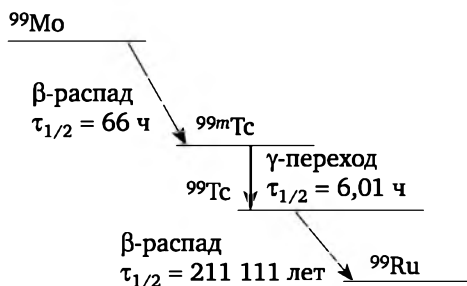 ⁹⁹Mo
β-распад
τ₁/₂ = 66 ч
⁹⁹ᵐTc
γ-переход
⁹⁹Tc
τ₁/₂ = 6,01 ч
β-распад
τ₁/₂ = 211 111 лет
⁹⁹Ru